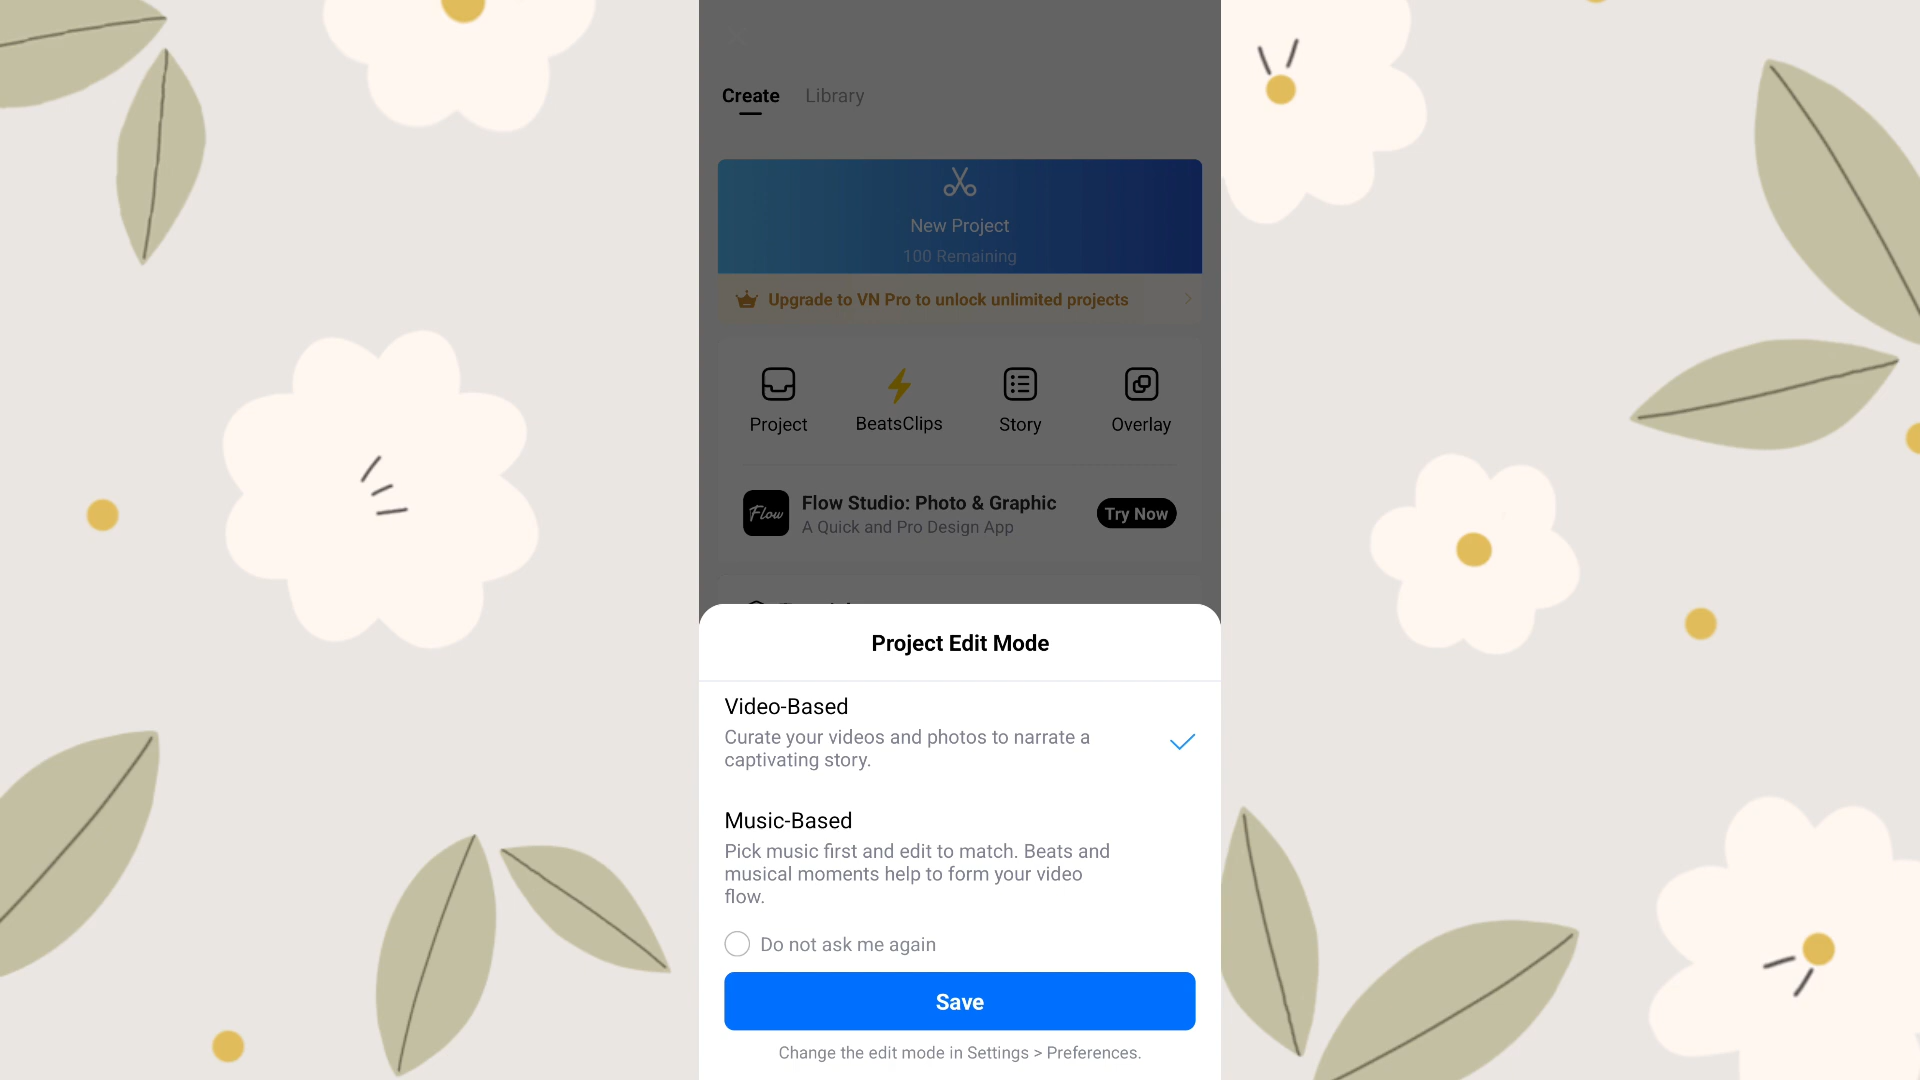 Create Library
New Project
100 Remaining
Upgrade to VN Pro to unlock unlimited projects
Project BeatsClips Story Overlay
Flow
Flow Studio: Photo & Graphic
A Quick and Pro Design App
Try Now
Project Edit Mode
Video-Based
Curate your videos and photos to narrate a
captivating story.
Music-Based
Pick music first and edit to match. Beats and
musical moments help to form your video
flow.
Do not ask me again
Save
Change the edit mode in Settings > Preferences.